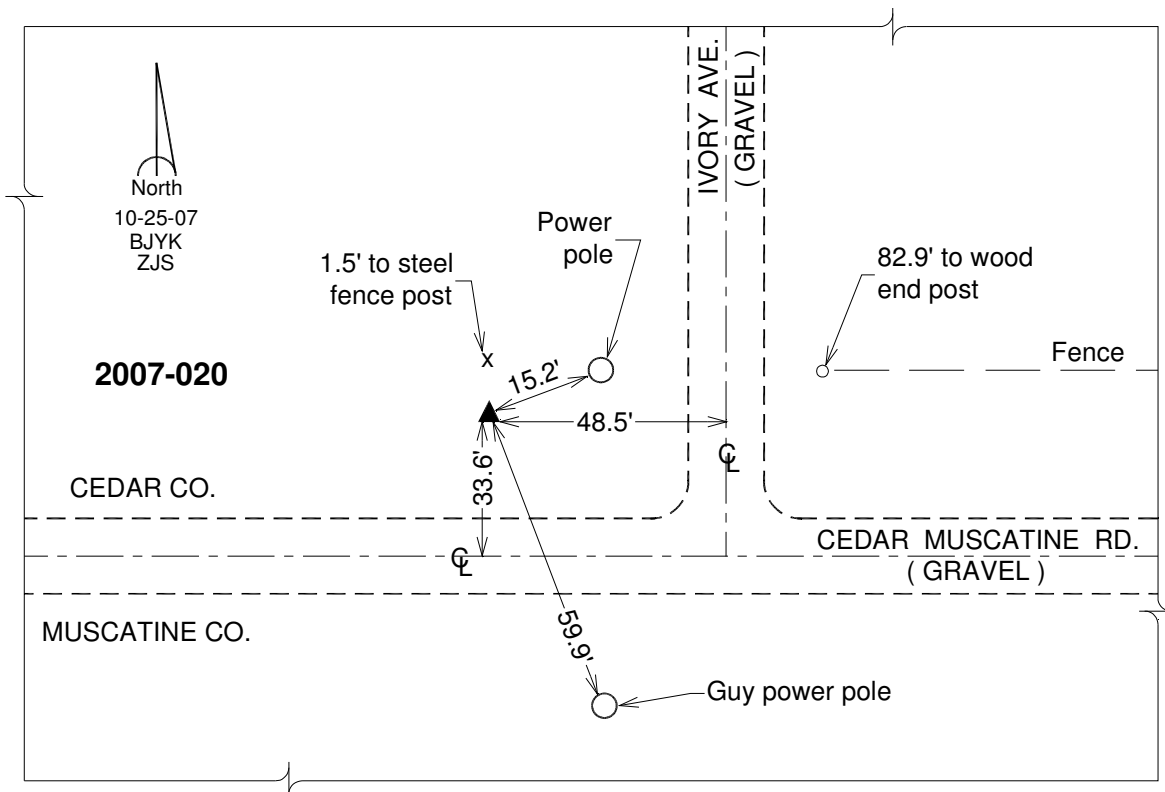 IVORY AVE.
( GRAVEL )
North
10-25-07
BJYK
ZJS
Power
pole
1.5' to steel
fence post
82.9' to wood
end post
x
Fence
2007-020
15.2'
48.5'
33.6'
CL
CEDAR CO.
CEDAR MUSCATINE RD.
( GRAVEL )
CL
MUSCATINE CO.
59.9'
Guy power pole